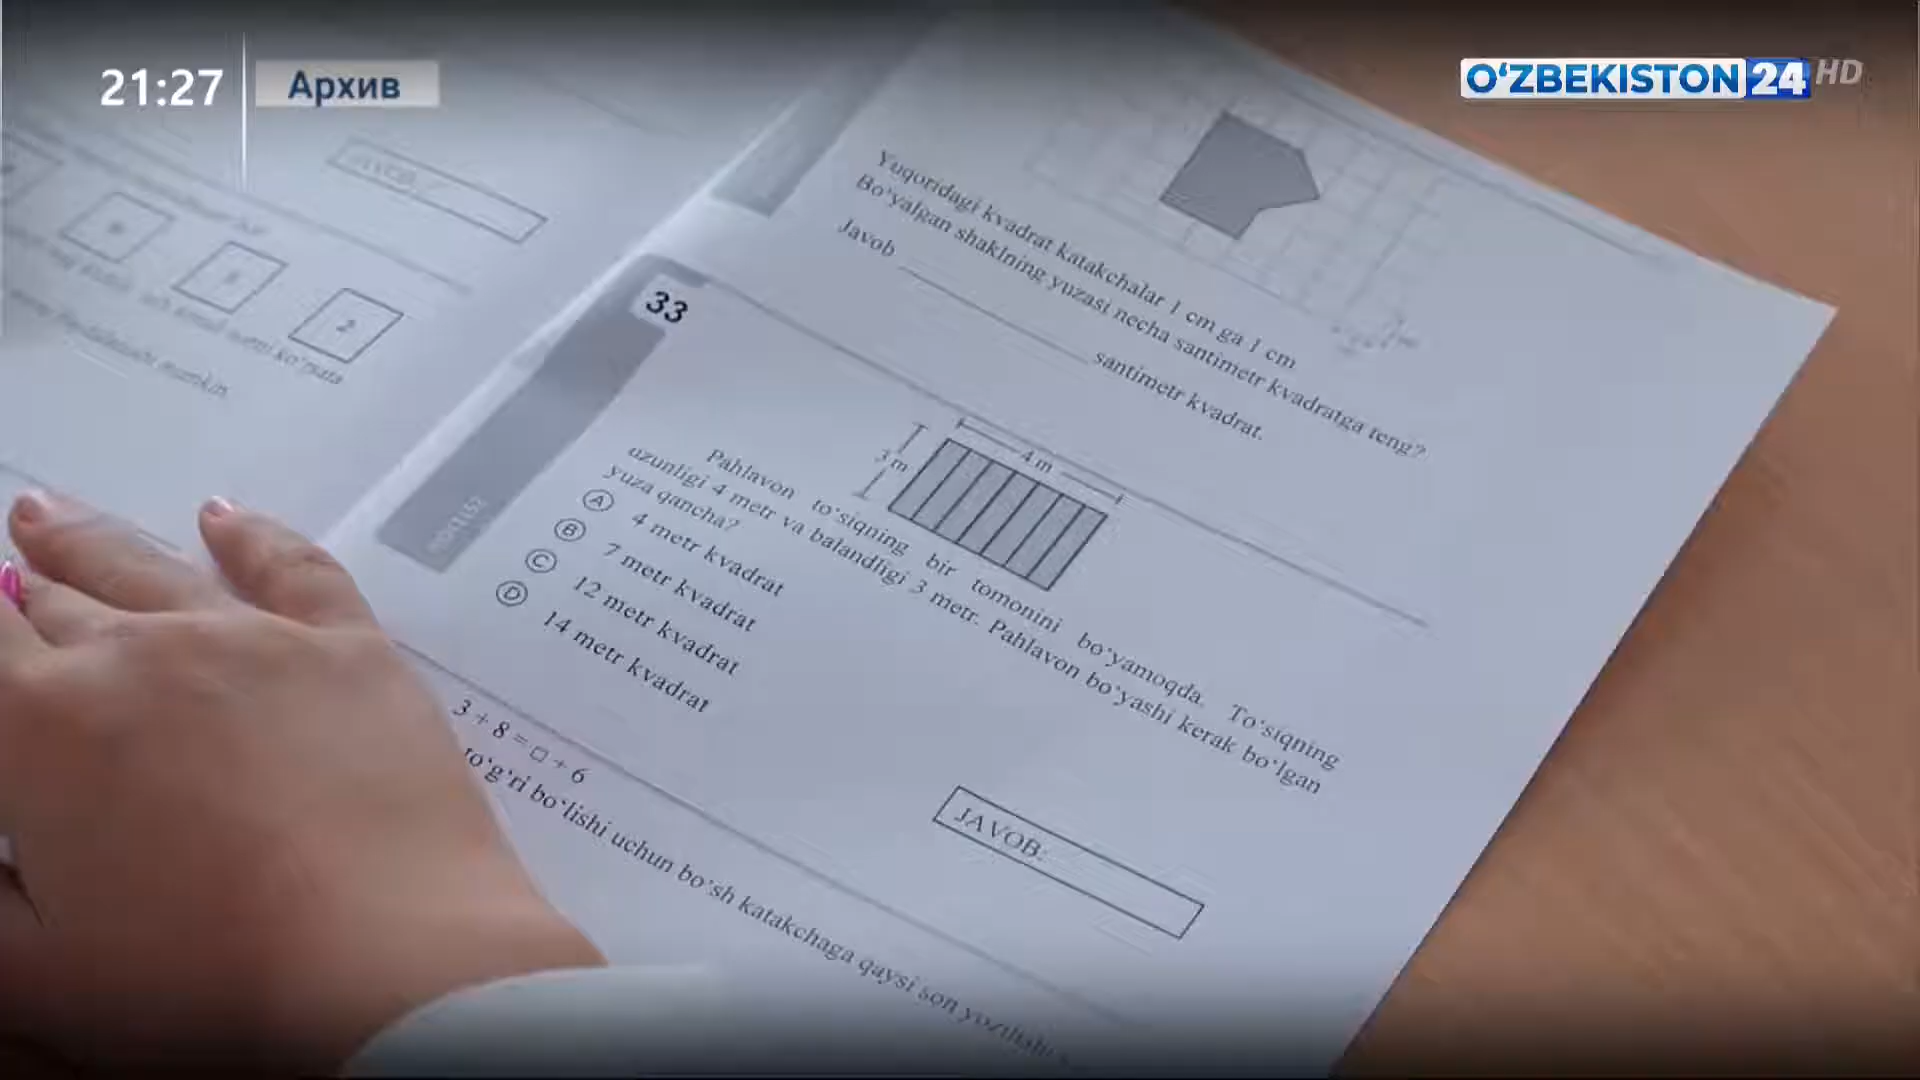 21:27
Архив
O‘ZBEKISTON 24 HD
JAVOB:
2
Yuqoridagi kvadrat katakchalar 1 cm ga 1 cm
Bo‘yalgan shaklning yuzasi necha santimetr kvadratga teng?
Javob santimetr kvadrat.
33
4 m
3 m
Pahlavon to‘siqning bir tomonini bo‘yamoqda. To‘siqning
uzunligi 4 metr va balandligi 3 metr. Pahlavon bo‘yashi kerak bo‘lgan
yuza qancha?
A 4 metr kvadrat
B 7 metr kvadrat
C 12 metr kvadrat
D 14 metr kvadrat
JAVOB:
3 + 8 = □ + 6
to‘g‘ri bo‘lishi uchun bo‘sh katakchaga qaysi son